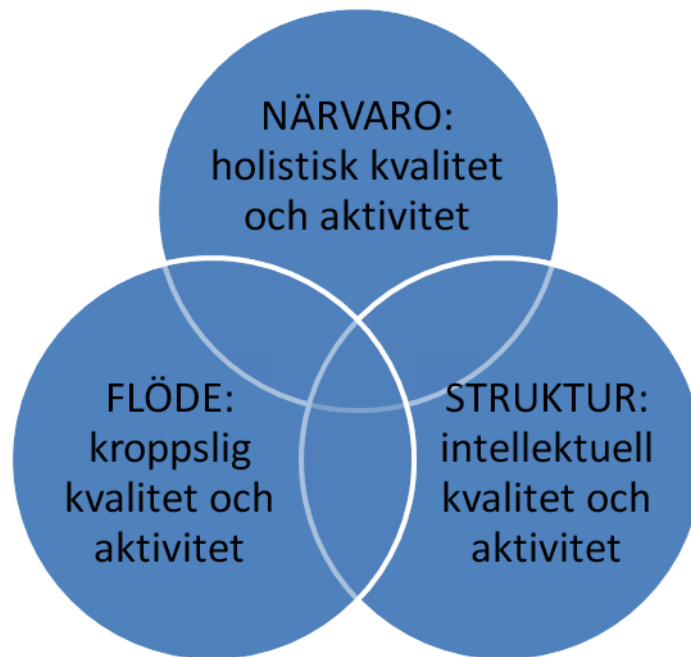 NÄRVARO:
holistisk kvalitet
och aktivitet
FLÖDE:
kroppslig
kvalitet och
aktivitet
STRUKTUR:
intellektuell
kvalitet och
aktivitet